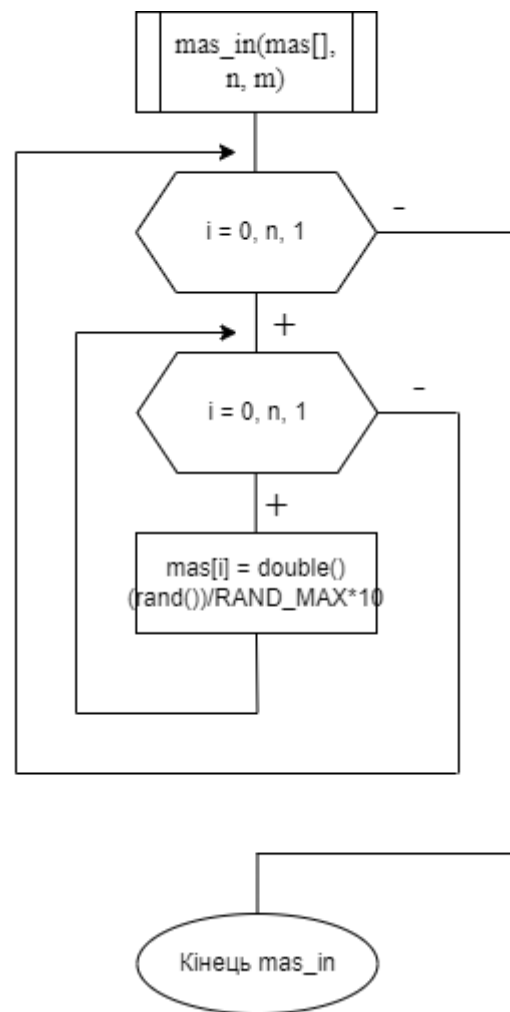 mas_in(mas[],
n, m)
i = 0, n, 1
-
+
i = 0, n, 1
-
+
mas[i] = double()
(rand())/RAND_MAX*10
Кінець mas_in